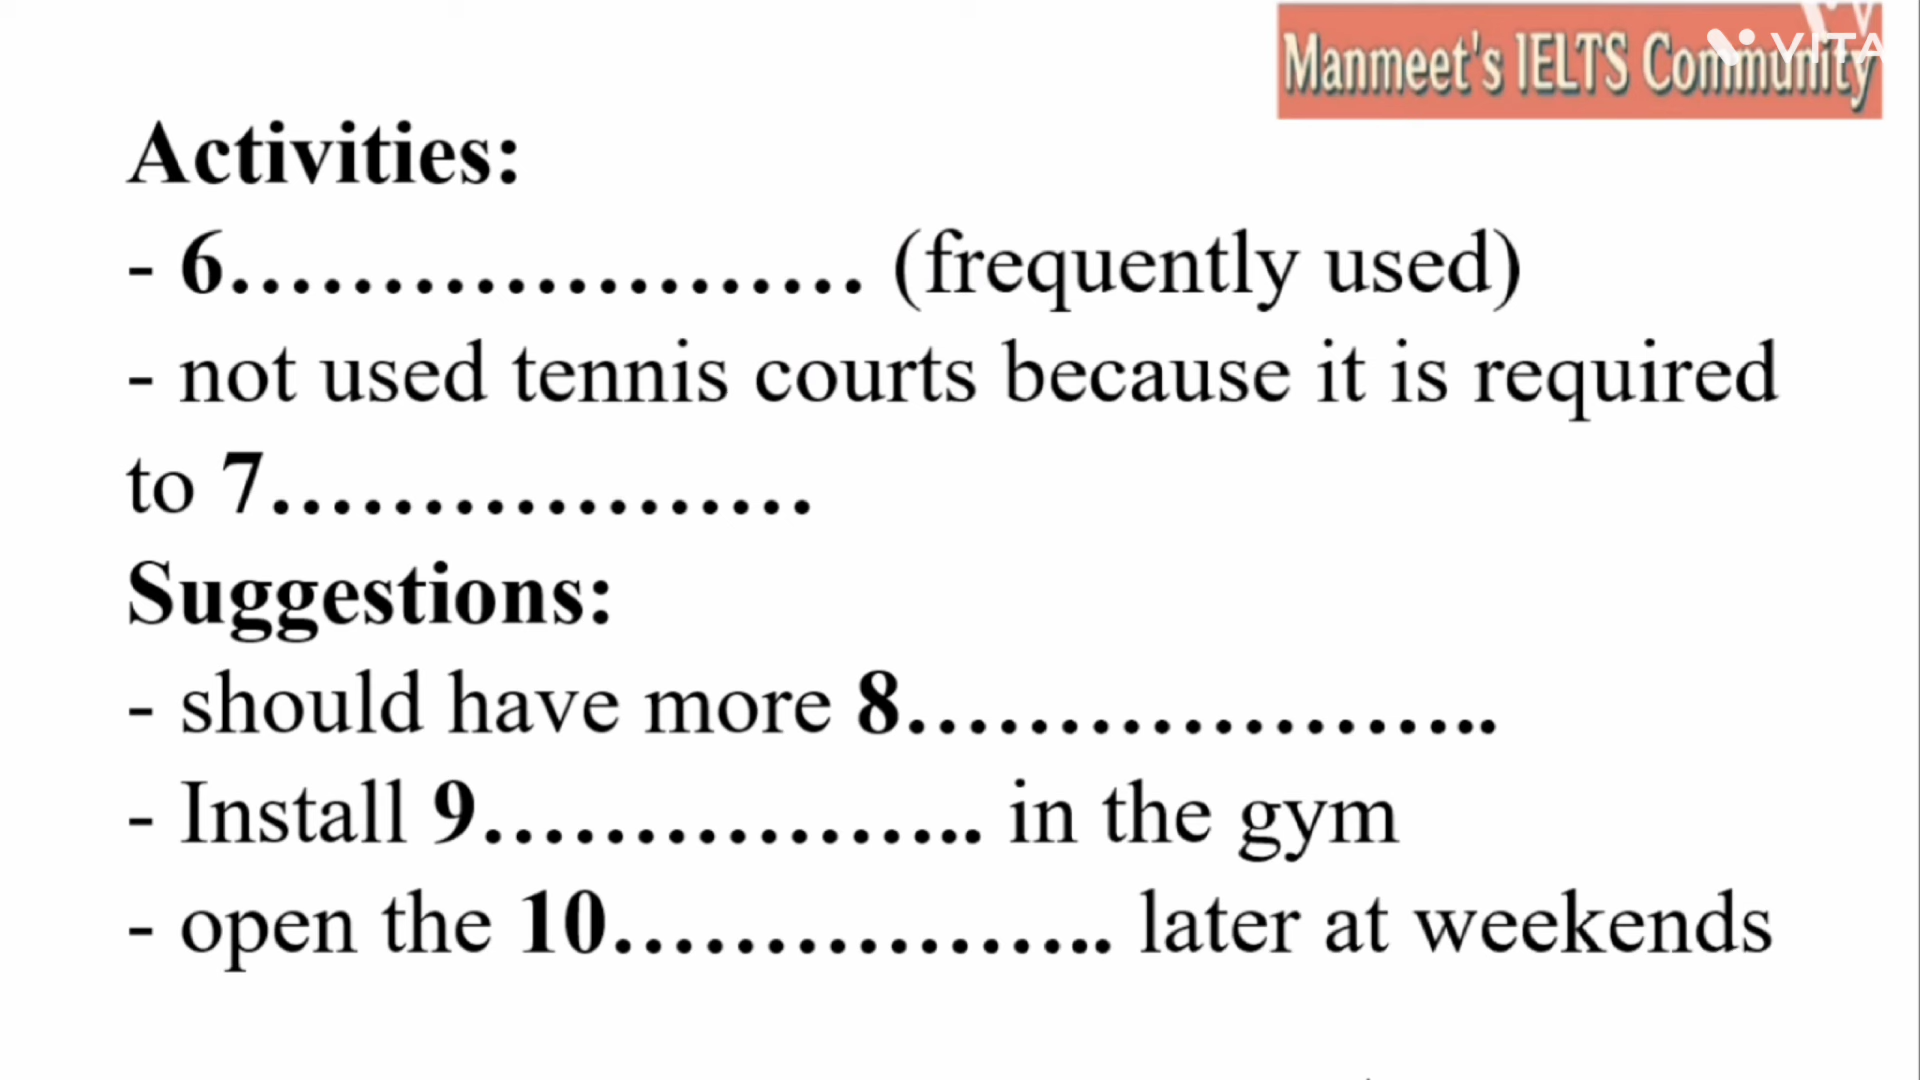 Manmeet's IELTS Community
VITA
Activities:
- 6………………… (frequently used)
- not used tennis courts because it is required
to 7………………
Suggestions:
- should have more 8………………..
- Install 9…………….. in the gym
- open the 10…………….. later at weekends